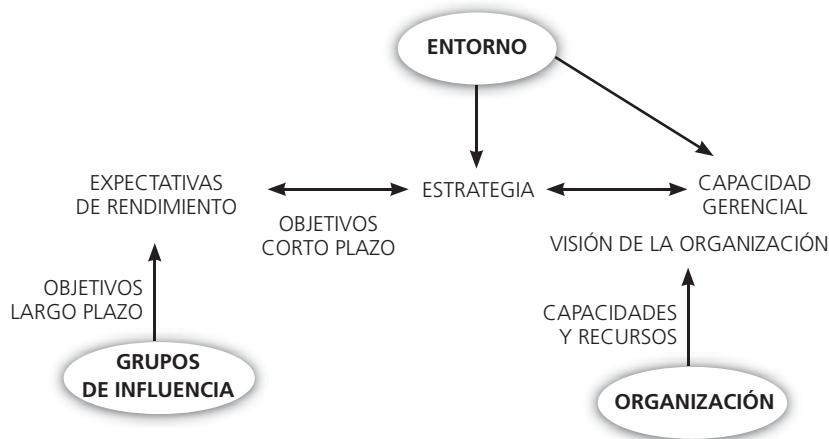 ENTORNO
EXPECTATIVAS
DE RENDIMIENTO
OBJETIVOS
CORTO PLAZO
ESTRATEGIA
CAPACIDAD
GERENCIAL
VISIÓN DE LA ORGANIZACIÓN
OBJETIVOS
LARGO PLAZO
CAPACIDADES
Y RECURSOS
GRUPOS
DE INFLUENCIA
ORGANIZACIÓN